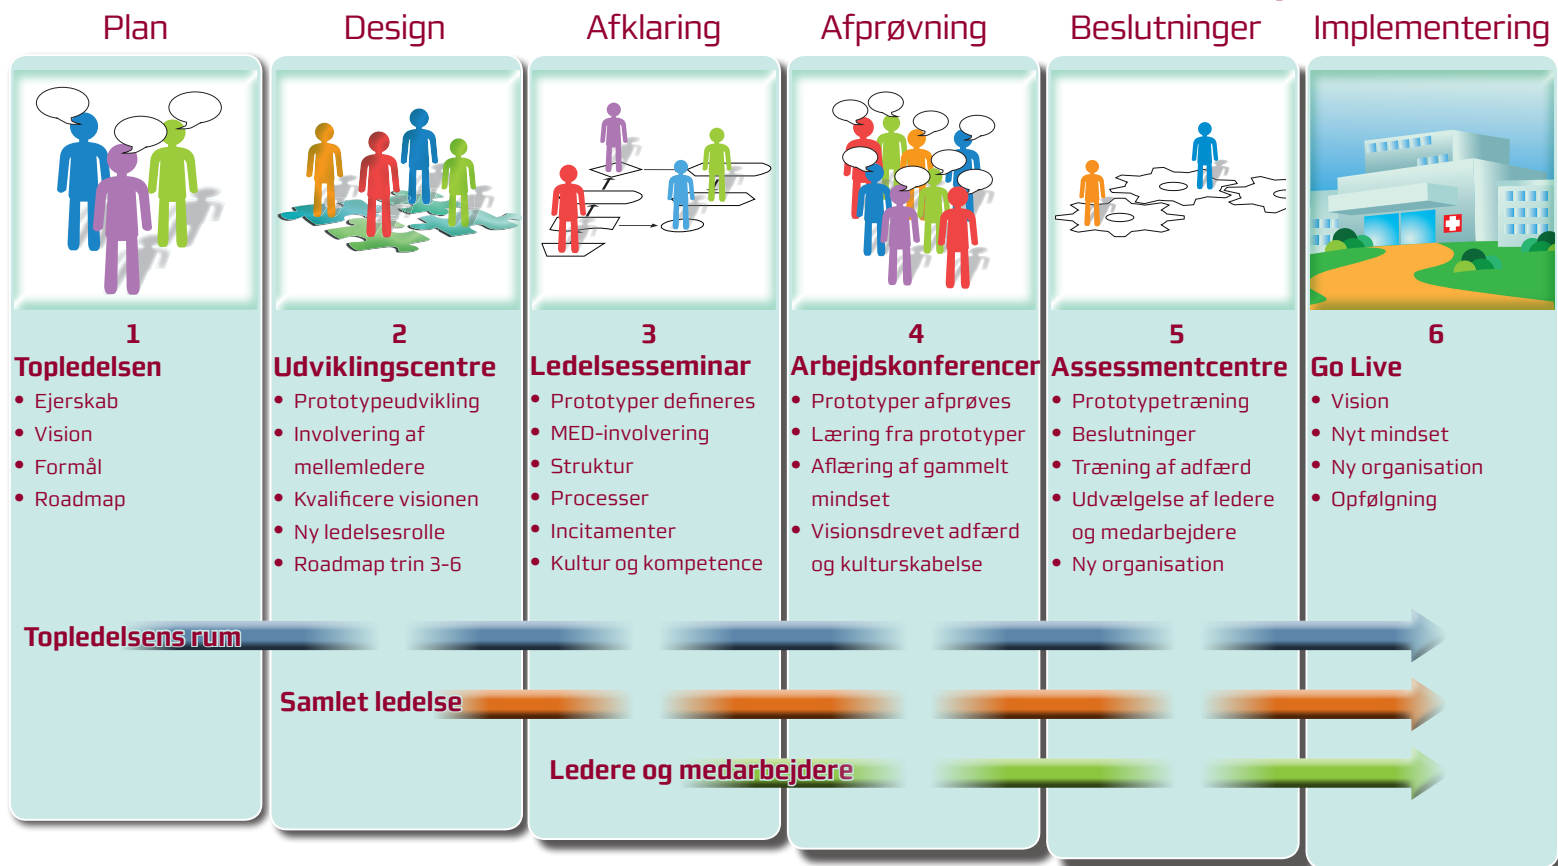 Plan
Design
Afklaring
Afprøvning
Beslutninger
Implementering
1
Topledelsen
• Ejerskab
• Vision
• Formål
• Roadmap
2
Udviklingscentre
• Prototypeudvikling
• Involvering af
mellemledere
• Kvalificere visionen
• Ny ledelsesrolle
• Roadmap trin 3-6
3
Ledelsesseminar
• Prototyper defineres
• MED-involvering
• Struktur
• Processer
• Incitamenter
• Kultur og kompetence
4
Arbejdskonferencer
• Prototyper afprøves
• Læring fra prototyper
• Aflæring af gammelt
mindset
• Visionsdrevet adfærd
og kulturskabelse
5
Assessmentcentre
• Prototypetræning
• Beslutninger
• Træning af adfærd
• Udvælgelse af ledere
og medarbejdere
• Ny organisation
6
Go Live
• Vision
• Nyt mindset
• Ny organisation
• Opfølgning
Topledelsens rum
Samlet ledelse
Ledere og medarbejdere